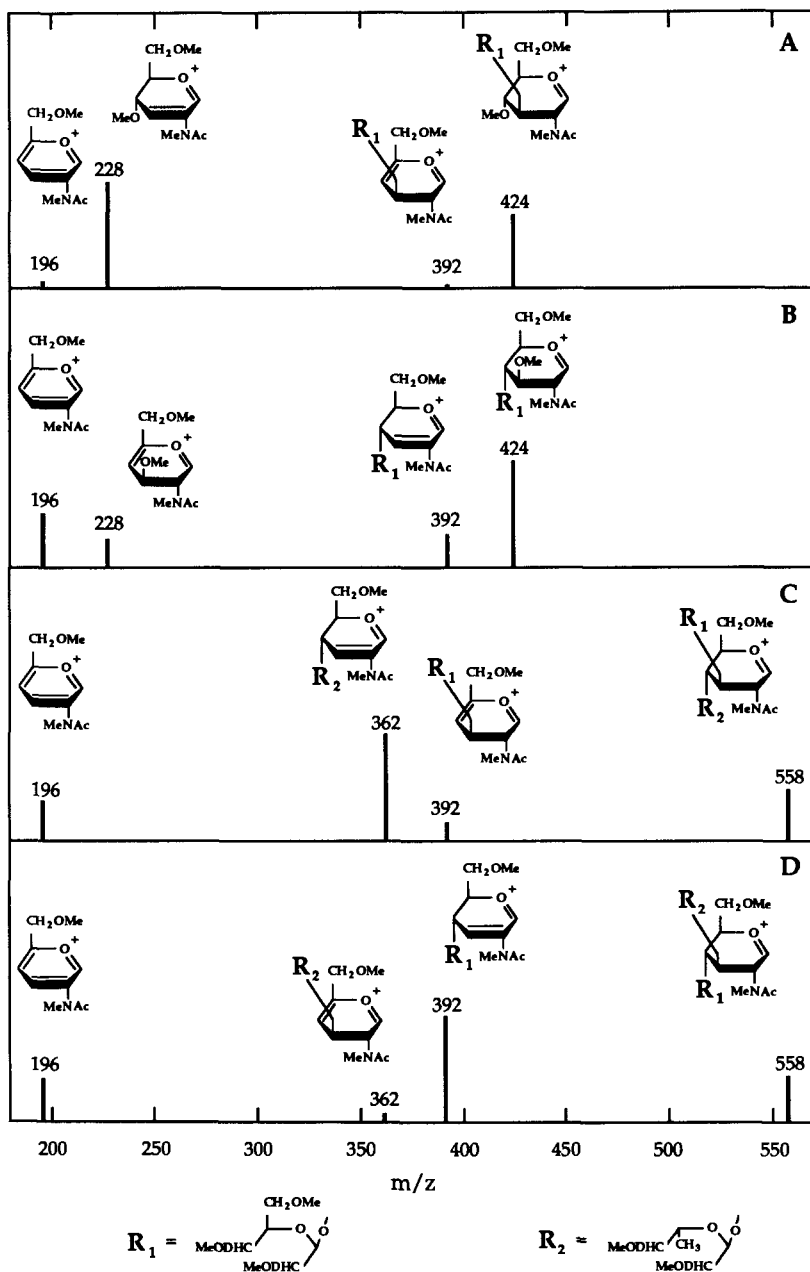 A
CH2OMe
O
+
MeNAc
196
CH2OMe
O
+
MeO
MeNAc
228
R1
CH2OMe
O
+
MeNAc
392
R1
CH2OMe
O
+
MeO
MeNAc
424
B
CH2OMe
O
+
MeNAc
196
CH2OMe
O
+
OMe
MeNAc
228
CH2OMe
O
+
R1 MeNAc
392
CH2OMe
O
+
OMe
R1 MeNAc
424
C
CH2OMe
O
+
MeNAc
196
CH2OMe
O
+
R2 MeNAc
362
R1
CH2OMe
O
+
MeNAc
392
R1
CH2OMe
O
+
R2 MeNAc
558
D
CH2OMe
O
+
MeNAc
196
R2
CH2OMe
O
+
MeNAc
362
CH2OMe
O
+
R1 MeNAc
392
R2
CH2OMe
O
+
R1 MeNAc
558
200 250 300 350 400 450 500 550
m/z
R1 =
CH2OMe
O
O
MeODHC
MeODHC
R2 =
O
O
MeODHC CH3
MeODHC